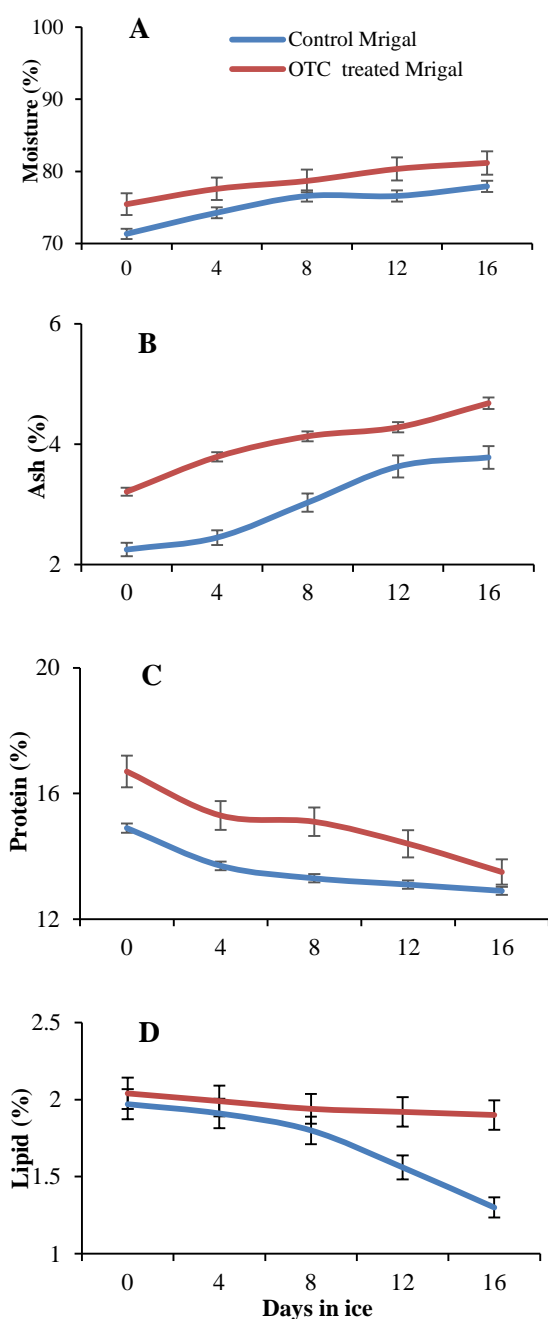 A
Control Mrigal
OTC treated Mrigal
Moisture (%)
100
90
80
70
0 4 8 12 16
B
Ash (%)
6
4
2
0 4 8 12 16
C
Protein (%)
20
16
12
0 4 8 12 16
D
Lipid (%)
2.5
2
1.5
1
0 4 8 12 16
Days in ice